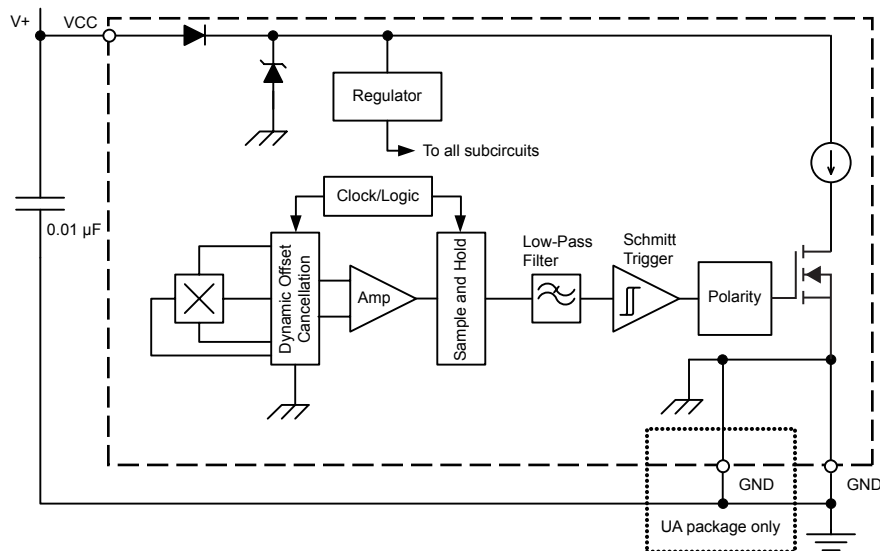 V+
VCC
Regulator
To all subcircuits
Clock/Logic
0.01 µF
Dynamic Offset
Cancellation
Amp
Sample and Hold
Low-Pass
Filter
Schmitt
Trigger
Polarity
GND
GND
UA package only